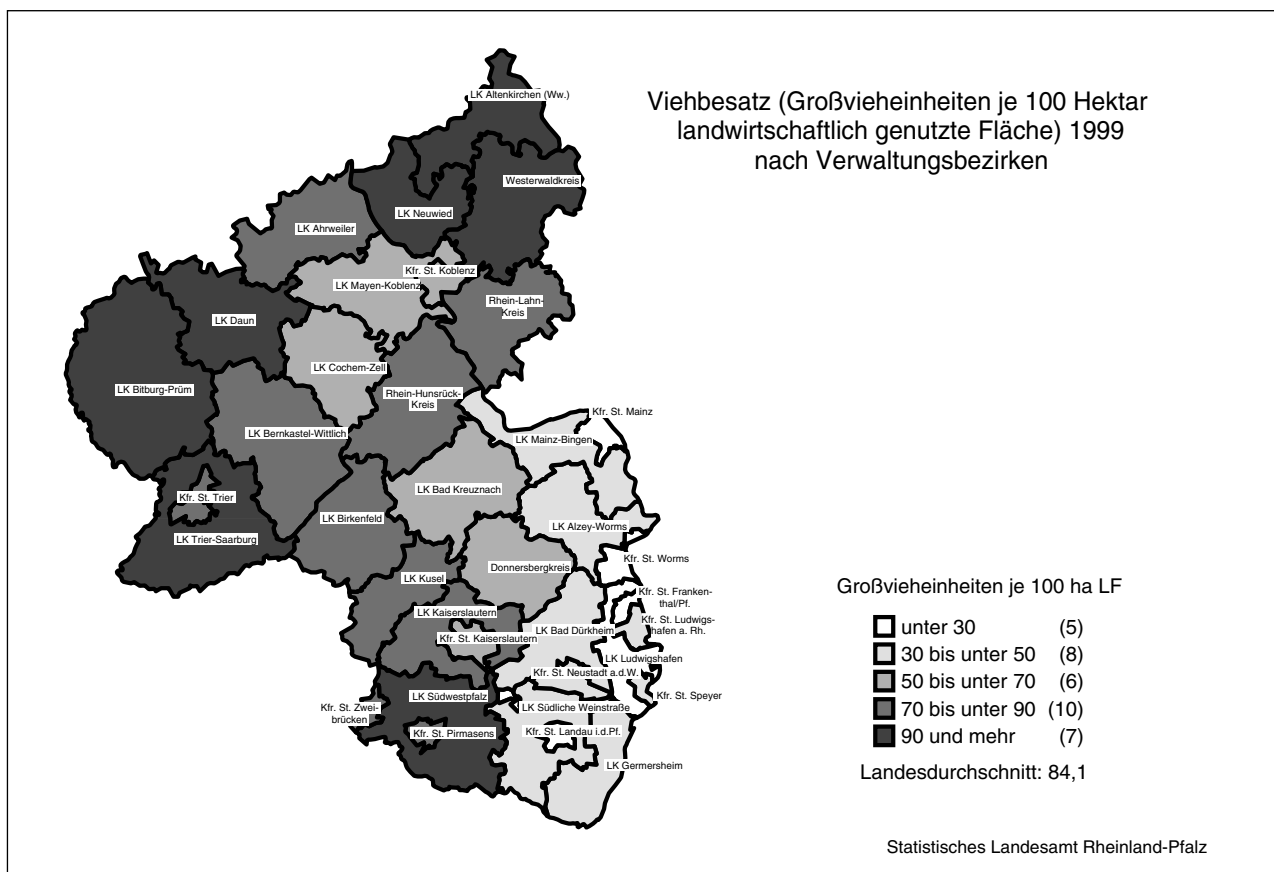 Viehbesatz (Großvieheinheiten je 100 Hektar
landwirtschaftlich genutzte Fläche) 1999
nach Verwaltungsbezirken
LK Altenkirchen (Ww.)
Westerwaldkreis
LK Neuwied
LK Ahrweiler
Kfr. St. Koblenz
LK Mayen-Koblenz
Rhein-Lahn-
Kreis
LK Daun
LK Cochem-Zell
LK Bitburg-Prüm
Rhein-Hunsrück-
Kreis
Kfr. St. Mainz
LK Bernkastel-Wittlich
LK Mainz-Bingen
LK Bad Kreuznach
Kfr. St. Trier
LK Birkenfeld
LK Alzey-Worms
LK Trier-Saarburg
Kfr. St. Worms
Donnersbergkreis
LK Kusel
Kfr. St. Franken-
thal/Pf.
LK Kaiserslautern
Kfr. St. Ludwigs-
hafen a. Rh.
LK Bad Dürkheim
Kfr. St. Kaiserslautern
LK Ludwigshafen
Kfr. St. Neustadt a.d.W.
LK Südwestpfalz
Kfr. St. Speyer
Kfr. St. Zwei-
brücken
LK Südliche Weinstraße
Kfr. St. Pirmasens
Kfr. St. Landau i.d.Pf.
LK Germersheim
Großvieheinheiten je 100 ha LF
unter 30 (5)
30 bis unter 50 (8)
50 bis unter 70 (6)
70 bis unter 90 (10)
90 und mehr (7)
Landesdurchschnitt: 84,1
Statistisches Landesamt Rheinland-Pfalz